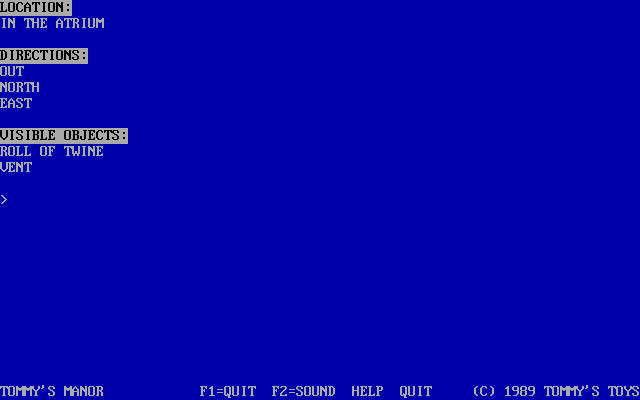 LOCATION:
IN THE ATRIUM
DIRECTIONS:
OUT
NORTH
EAST
VISIBLE OBJECTS:
ROLL OF TWINE
VENT
>
TOMMY'S MANOR F1=QUIT F2=SOUND HELP QUIT (C) 1989 TOMMY'S TOYS